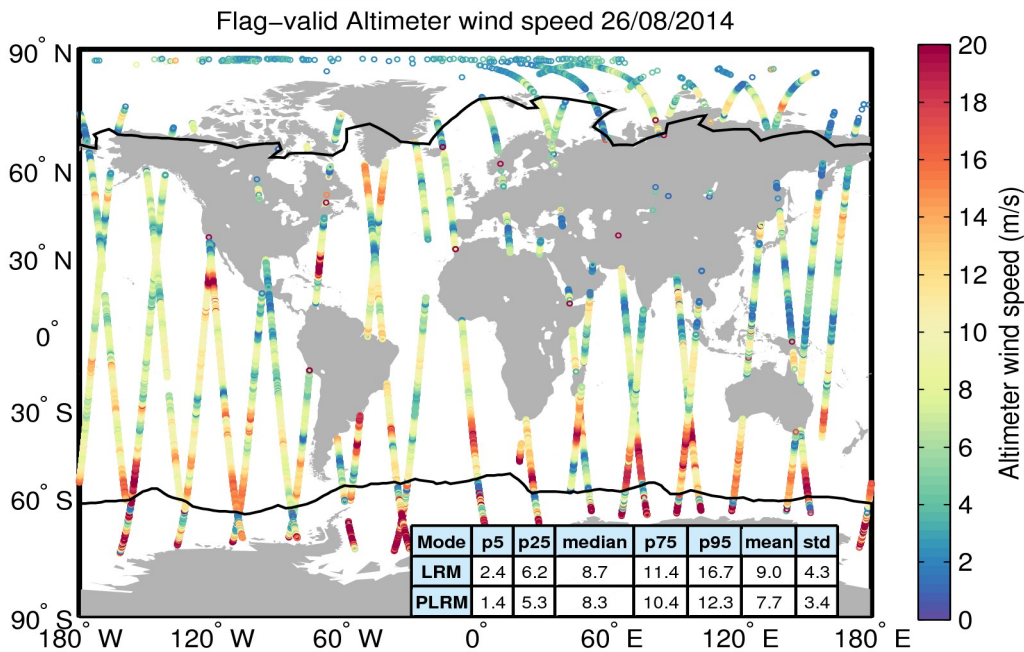 Flag−valid Altimeter wind speed 26/08/2014
90° N
60° N
30° N
0°
30° S
60° S
90° S
180° W
120° W
60° W
0°
60° E
120° E
180° E
Mode p5 p25 median p75 p95 mean std
LRM 2.4 6.2 8.7 11.4 16.7 9.0 4.3
PLRM 1.4 5.3 8.3 10.4 12.3 7.7 3.4
20
18
16
14
12
10
8
6
4
2
0
Altimeter wind speed (m/s)